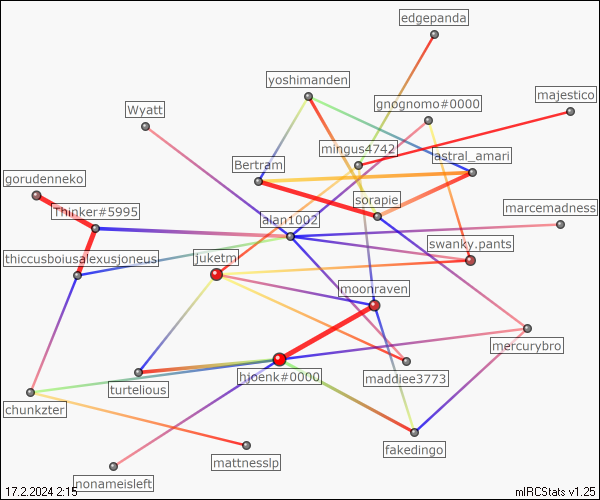 edgepanda
yoshimanden
majestico
gnognomo#0000
Wyatt
mingus4742
astral_amari
Bertram
gorudenneko
sorapie
Thinker#5995
marcemadness
alan1002
swanky.pants
thiccusboiusalexusjoneus
juketm
moonraven
mercurybro
hjoenk#0000
maddiee3773
turtelious
chunkzter
fakedingo
mattnesslp
nonameisleft
17.2.2024 2:15
mIRCStats v1.25